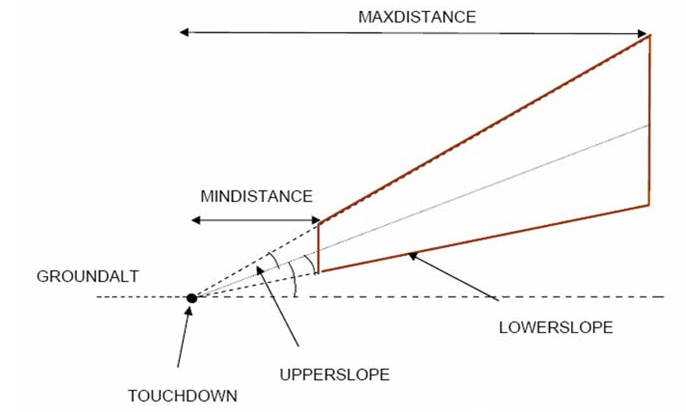 MAXDISTANCE
MINDISTANCE
GROUNDALT
LOWERSLOPE
UPPERSLOPE
TOUCHDOWN